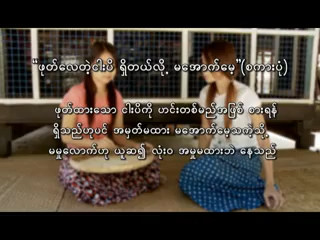 "ဖုတ်လေတဲ့ငါးပိ ရှိတယ်လို့ မအောက်မေ့"(စကားပုံ)
ဖုတ်ထားသော ငါးပိကို ဟင်းတစ်မည်အဖြစ် စားရန်
ရှိသည်ဟုပင် အမှတ်မထား မအောက်မေ့သကဲ့သို့
မမှုလောက်ဟု ယူဆ၍ လုံးဝ အမှုမထားဘဲ နေသည်